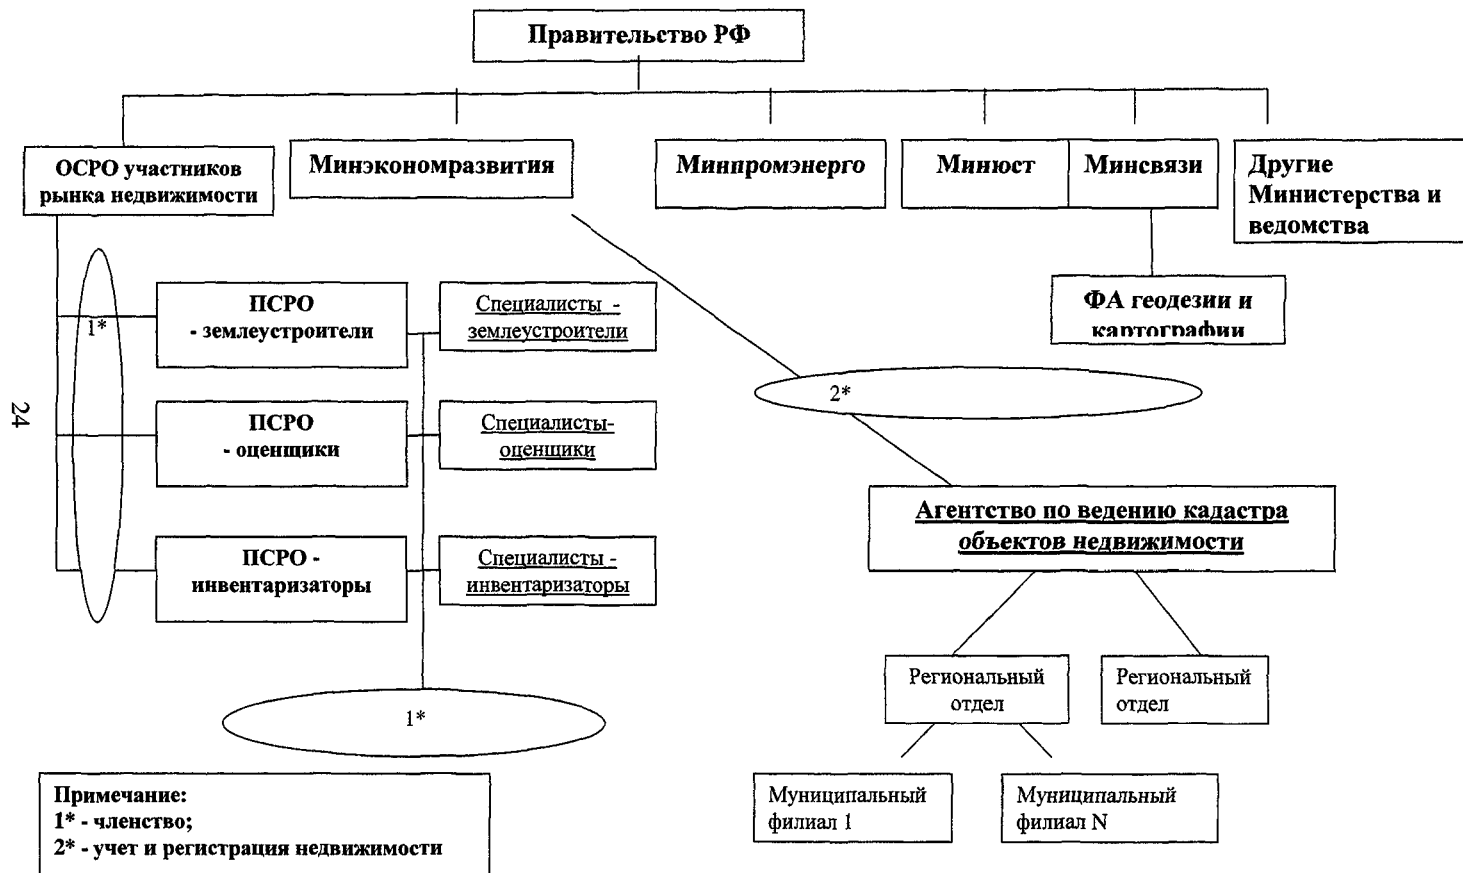 Правительство РФ
ОСРО участников
рынка недвижимости
Минэкономразвития
Минпромэнерго
Минюст
Минсвязи
Другие
Министерства и
ведомства
ФА геодезии и
картографии
1*
ПСРО
- землеустроители
Специалисты -
землеустроители
2*
24
ПСРО
- оценщики
Специалисты-
оценщики
Агентство по ведению кадастра
объектов недвижимости
ПСРО -
инвентаризаторы
Специалисты -
инвентаризаторы
Региональный
отдел
Региональный
отдел
1*
Муниципальный
филиал 1
Муниципальный
филиал N
Примечание:
1* - членство;
2* - учет и регистрация недвижимости